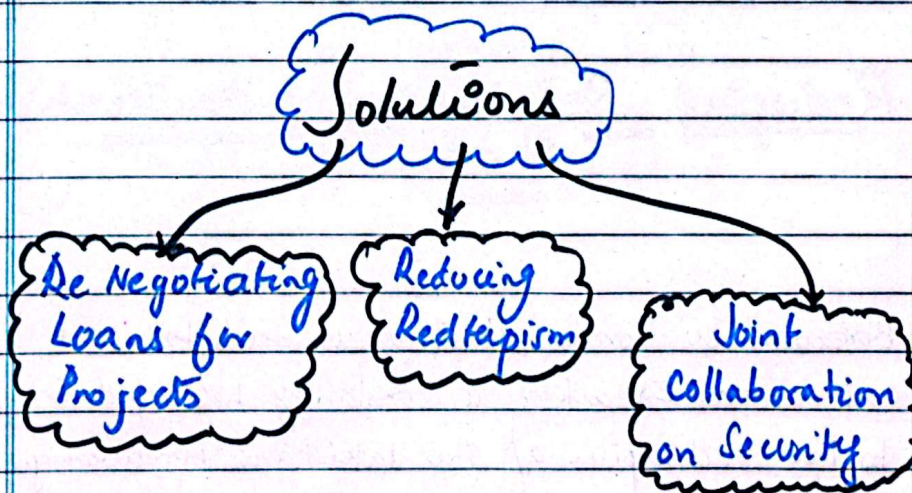 Solutions
Re Negotiating
Loans for
Projects
Reducing
Redtapism
Joint
Collaboration
on Security